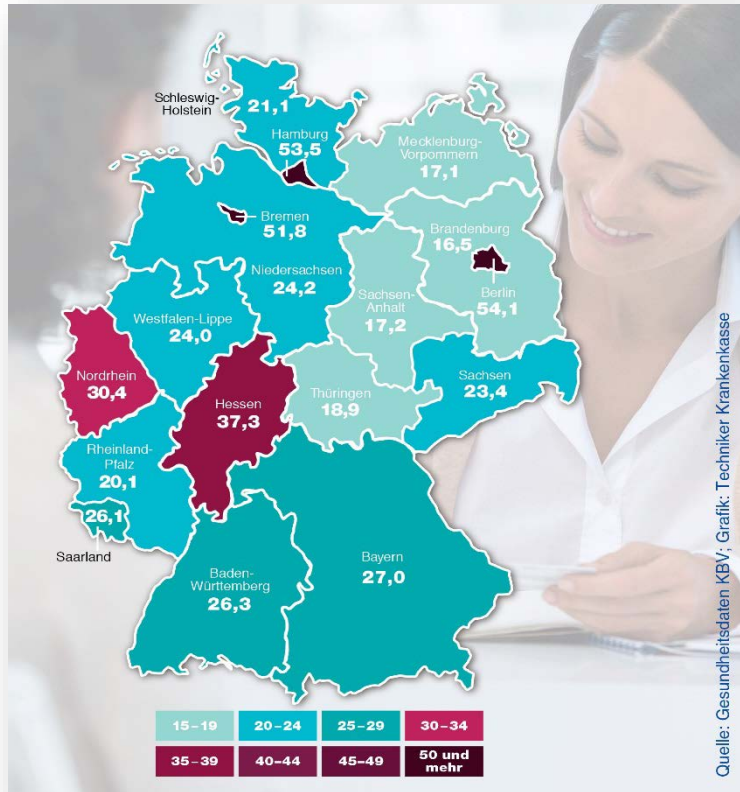 Schleswig-
Holstein
21,1
Hamburg
53,5
Mecklenburg-
Vorpommern
17,1
Bremen
51,8
Brandenburg
16,5
Berlin
54,1
Niedersachsen
24,2
Sachsen-
Anhalt
17,2
Westfalen-Lippe
24,0
Nordrhein
30,4
Hessen
37,3
Thüringen
18,9
Sachsen
23,4
Rheinland-
Pfalz
20,1
26,1
Saarland
Baden-
Württemberg
26,3
Bayern
27,0
15–19
20–24
25–29
30–34
35–39
40–44
45–49
50 und
mehr
Quelle: Gesundheitsdaten KBV; Grafik: Techniker Krankenkasse